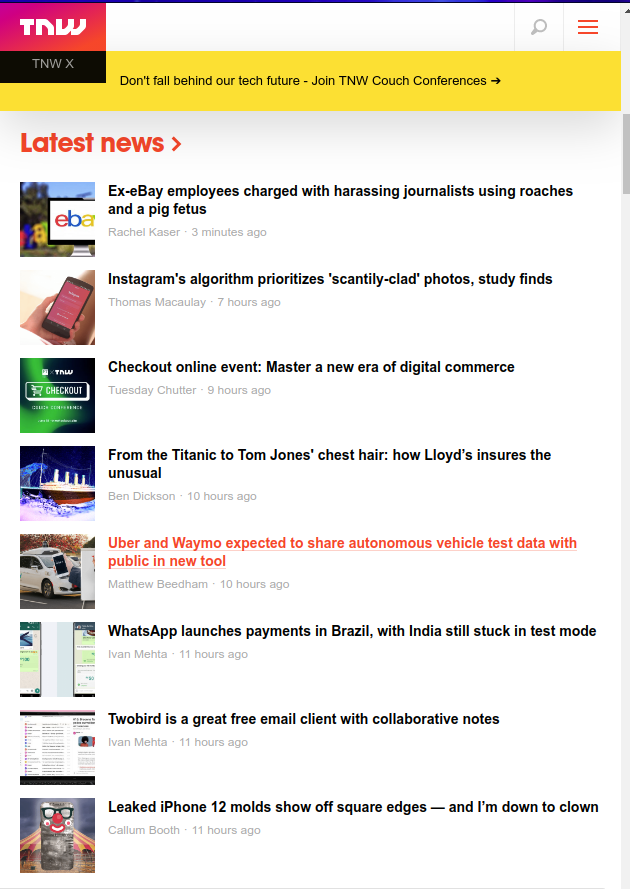 TNW
TNW X
Don't fall behind our tech future - Join TNW Couch Conferences ➔
Latest news >
Ex-eBay employees charged with harassing journalists using roaches
and a pig fetus
Rachel Kaser · 3 minutes ago
eba
Instagram's algorithm prioritizes 'scantily-clad' photos, study finds
Thomas Macaulay · 7 hours ago
Checkout online event: Master a new era of digital commerce
Tuesday Chutter · 9 hours ago
TNW
CHECKOUT
COUCH CONFERENCE
From the Titanic to Tom Jones' chest hair: how Lloyd’s insures the
unusual
Ben Dickson · 10 hours ago
Uber and Waymo expected to share autonomous vehicle test data with
public in new tool
Matthew Beedham · 10 hours ago
WhatsApp launches payments in Brazil, with India still stuck in test mode
Ivan Mehta · 11 hours ago
Twobird is a great free email client with collaborative notes
Ivan Mehta · 11 hours ago
Leaked iPhone 12 molds show off square edges — and I’m down to clown
Callum Booth · 11 hours ago